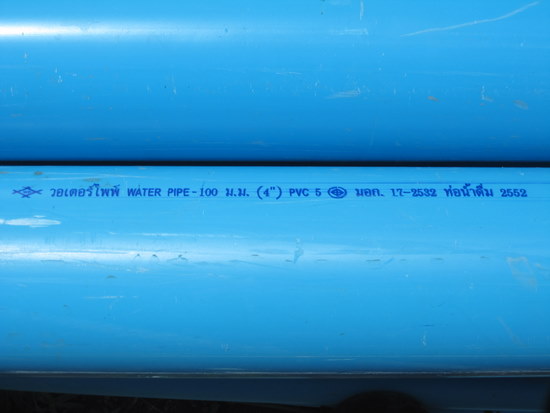 วอเตอร์ไพพ์ WATER PIPE-100 ม.ม. (4") PVC 5 มอก. 17-2532 ท่อน้ำดื่ม 2552